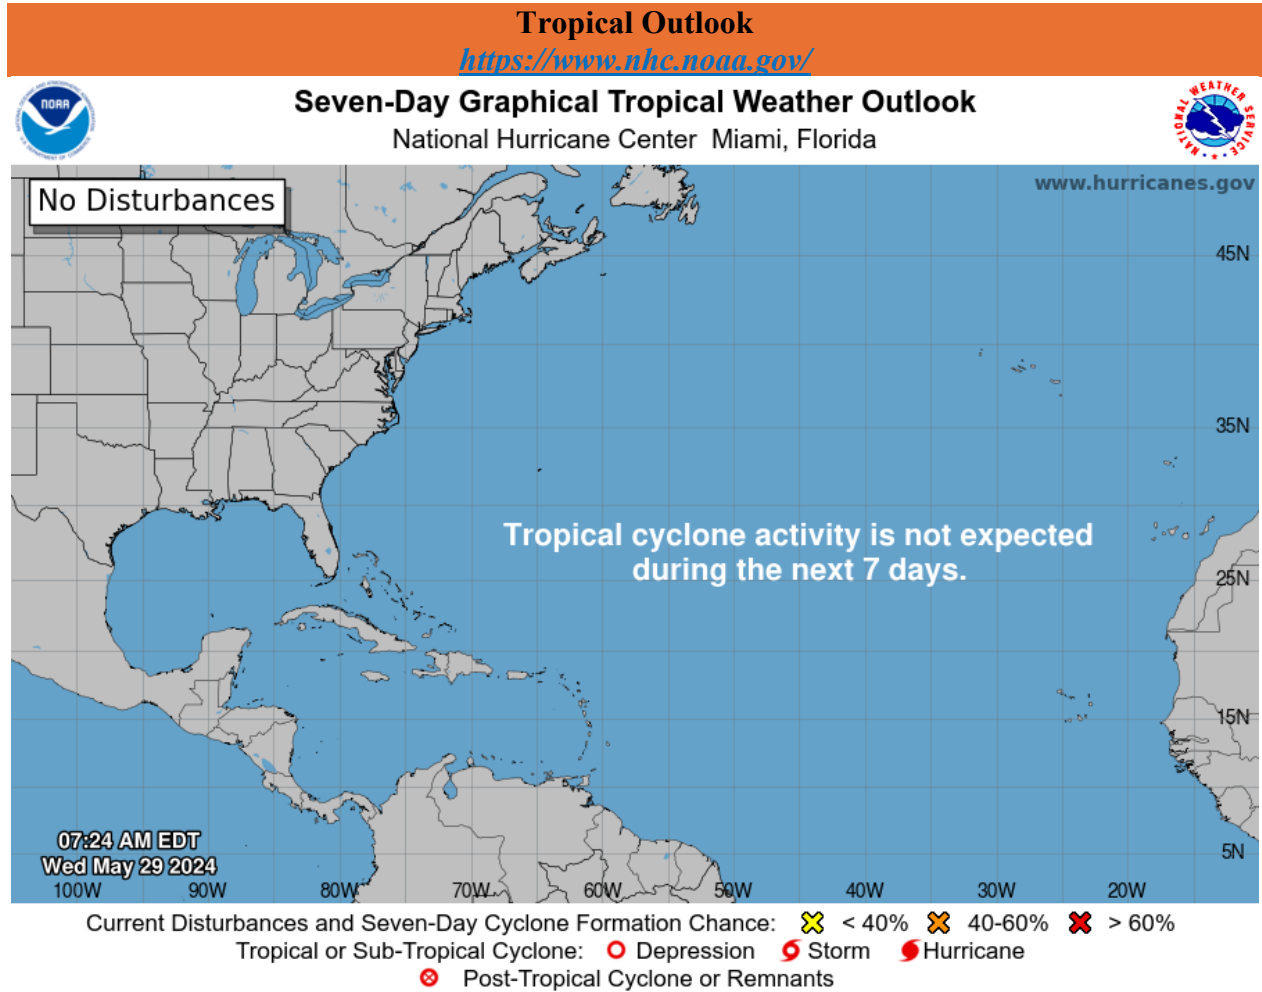 Tropical Outlook
https://www.nhc.noaa.gov/
NOAA
Seven-Day Graphical Tropical Weather Outlook
National Hurricane Center  Miami, Florida
NATIONAL WEATHER SERVICE
No Disturbances
www.hurricanes.gov
45N
35N
Tropical cyclone activity is not expected
during the next 7 days.
25N
15N
07:24 AM EDT
Wed May 29 2024
5N
100W 90W 80W 70W 60W 50W 40W 30W 20W
Current Disturbances and Seven-Day Cyclone Formation Chance: < 40% 40-60% > 60%
Tropical or Sub-Tropical Cyclone: Depression Storm Hurricane
Post-Tropical Cyclone or Remnants